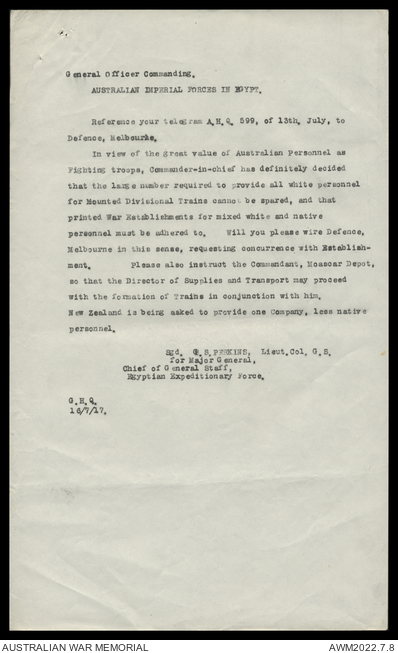 General Officer Commanding.
AUSTRALIAN IMPERIAL FORCES IN EGYPT.
Reference your telegram A.H.Q. 599, of 13th. July, to
Defence, Melbourne.
In view of the great value of Australian Personnel as
Fighting troops, Commander-in-chief has definitely decided
that the large number required to provide all white personnel
for Mounted Divisional Trains cannot be spared, and that
printed War Establishments for mixed white and native
personnel must be adhered to. Will you please wire Defence,
Melbourne in this sense, requesting concurrence with Establish-
ment. Please also instruct the Commandant, Moascar Depot,
so that the Director of Supplies and Transport may proceed
with the formation of Trains in conjunction with him.
New Zealand is being asked to provide one Company, less native
personnel.
Sgd. G.S. PERKINS, Lieut.Col. G.S.
for Major General,
Chief of General Staff,
Egyptian Expeditionary Force.
G.H.Q.
16/7/17.
AUSTRALIAN WAR MEMORIAL AWM2022.7.8